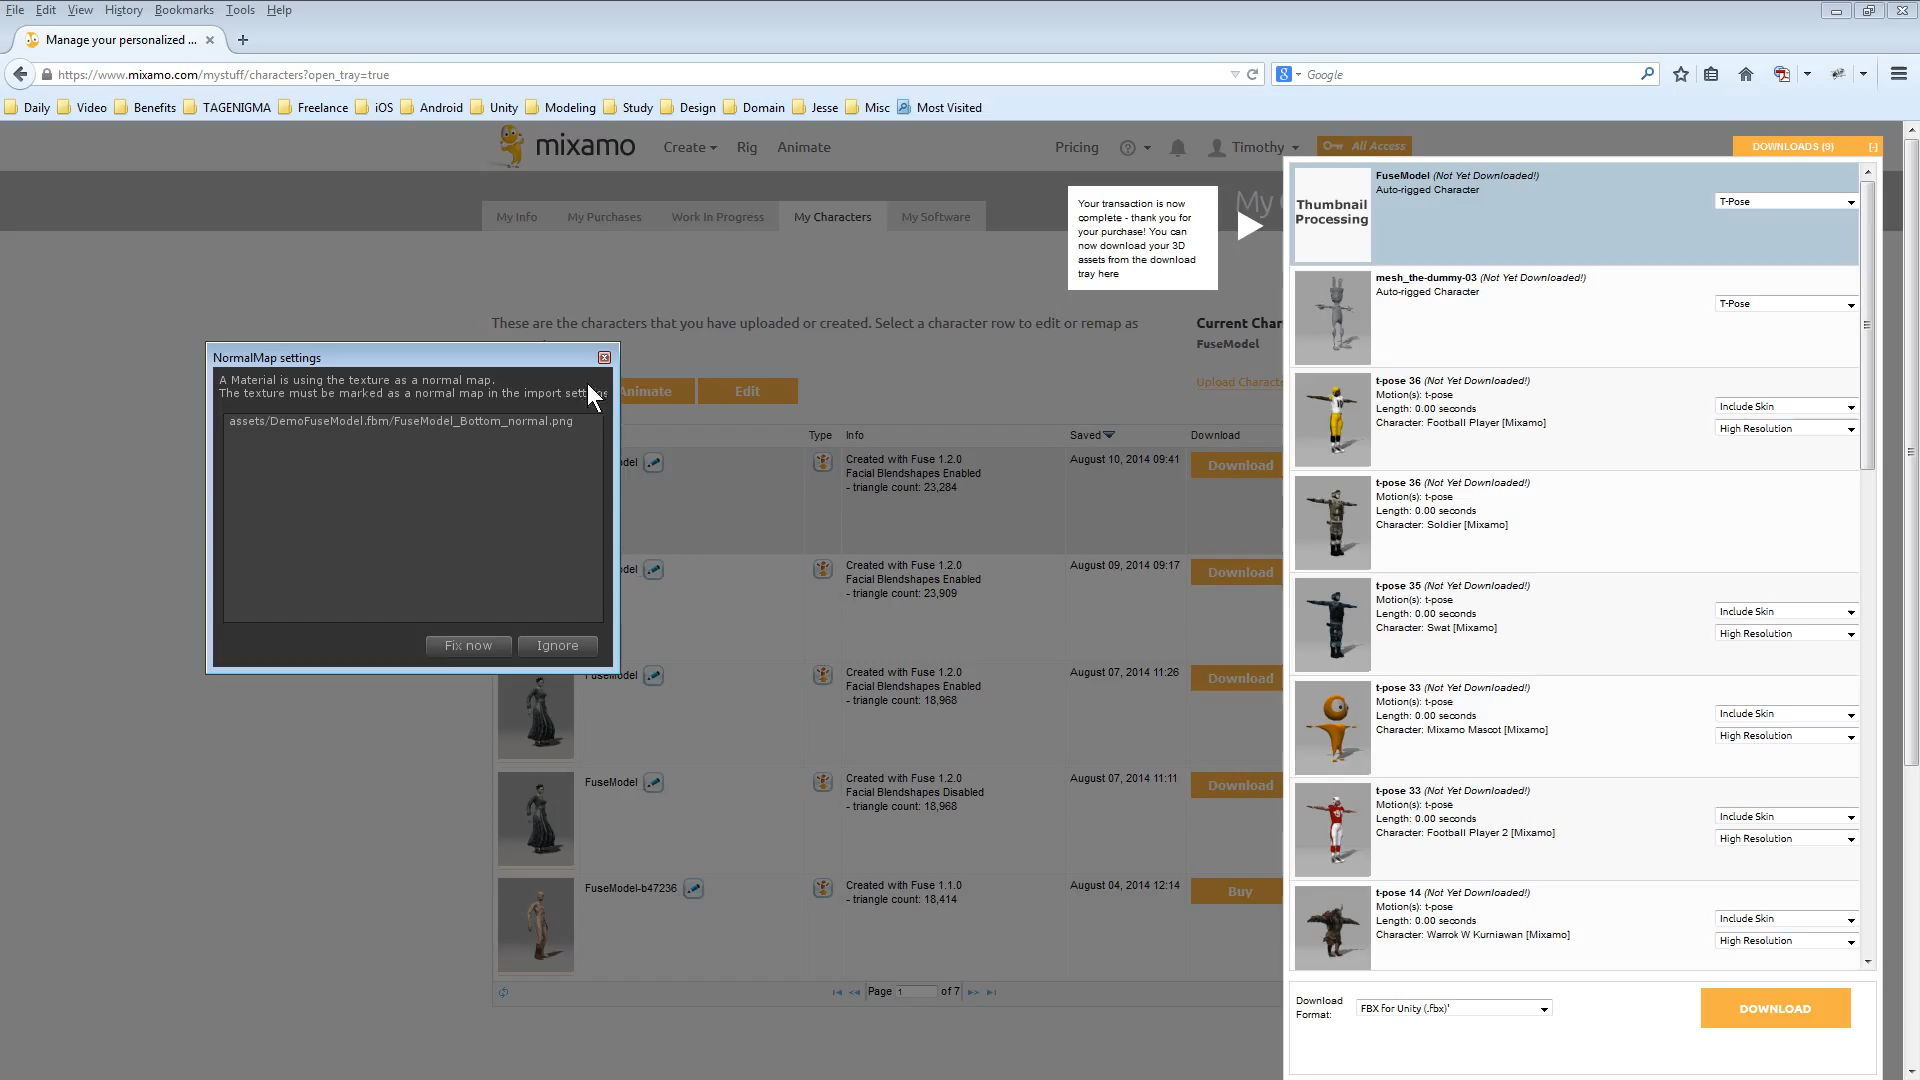 File Edit View History Bookmarks Tools Help
Manage your personalized ...
https://www.mixamo.com/mystuff/characters?open_tray=true
Google
Daily Video Benefits TAGENIGMA Freelance iOS Android Unity Modeling Study Design Domain Jesse Misc Most Visited
mixamo Create Rig Animate Pricing Timothy All Access
DOWNLOADS (9) [-]
My Info My Purchases Work In Progress My Characters My Software
My C
Your transaction is now
complete - thank you for
your purchase! You can
now download your 3D
assets from the download
tray here
These are the characters that you have uploaded or created. Select a character row to edit or remap as
Current Char
FuseModel
Upload Characte
Animate Edit
NormalMap settings
A Material is using the texture as a normal map.
The texture must be marked as a normal map in the import settings
assets/DemoFuseModel.fbm/FuseModel_Bottom_normal.png
Fix now Ignore
Type Info Saved Download
del
Created with Fuse 1.2.0
Facial Blendshapes Enabled
- triangle count: 23,284
August 10, 2014 09:41
Download
del
Created with Fuse 1.2.0
Facial Blendshapes Enabled
- triangle count: 23,909
August 09, 2014 09:17
Download
FuseModel
Created with Fuse 1.2.0
Facial Blendshapes Enabled
- triangle count: 18,968
August 07, 2014 11:26
Download
FuseModel
Created with Fuse 1.2.0
Facial Blendshapes Disabled
- triangle count: 18,968
August 07, 2014 11:11
Download
FuseModel-b47236
Created with Fuse 1.1.0
- triangle count: 18,414
August 04, 2014 12:14
Buy
Page 1 of 7
Thumbnail
Processing
FuseModel (Not Yet Downloaded!)
Auto-rigged Character
T-Pose
mesh_the-dummy-03 (Not Yet Downloaded!)
Auto-rigged Character
T-Pose
t-pose 36 (Not Yet Downloaded!)
Motion(s): t-pose
Length: 0.00 seconds
Character: Football Player [Mixamo]
Include Skin
High Resolution
t-pose 36 (Not Yet Downloaded!)
Motion(s): t-pose
Length: 0.00 seconds
Character: Soldier [Mixamo]
t-pose 35 (Not Yet Downloaded!)
Motion(s): t-pose
Length: 0.00 seconds
Character: Swat [Mixamo]
Include Skin
High Resolution
t-pose 33 (Not Yet Downloaded!)
Motion(s): t-pose
Length: 0.00 seconds
Character: Mixamo Mascot [Mixamo]
Include Skin
High Resolution
t-pose 33 (Not Yet Downloaded!)
Motion(s): t-pose
Length: 0.00 seconds
Character: Football Player 2 [Mixamo]
Include Skin
High Resolution
t-pose 14 (Not Yet Downloaded!)
Motion(s): t-pose
Length: 0.00 seconds
Character: Warrok W Kurniawan [Mixamo]
Include Skin
High Resolution
Download
Format:
FBX for Unity (.fbx)'
DOWNLOAD